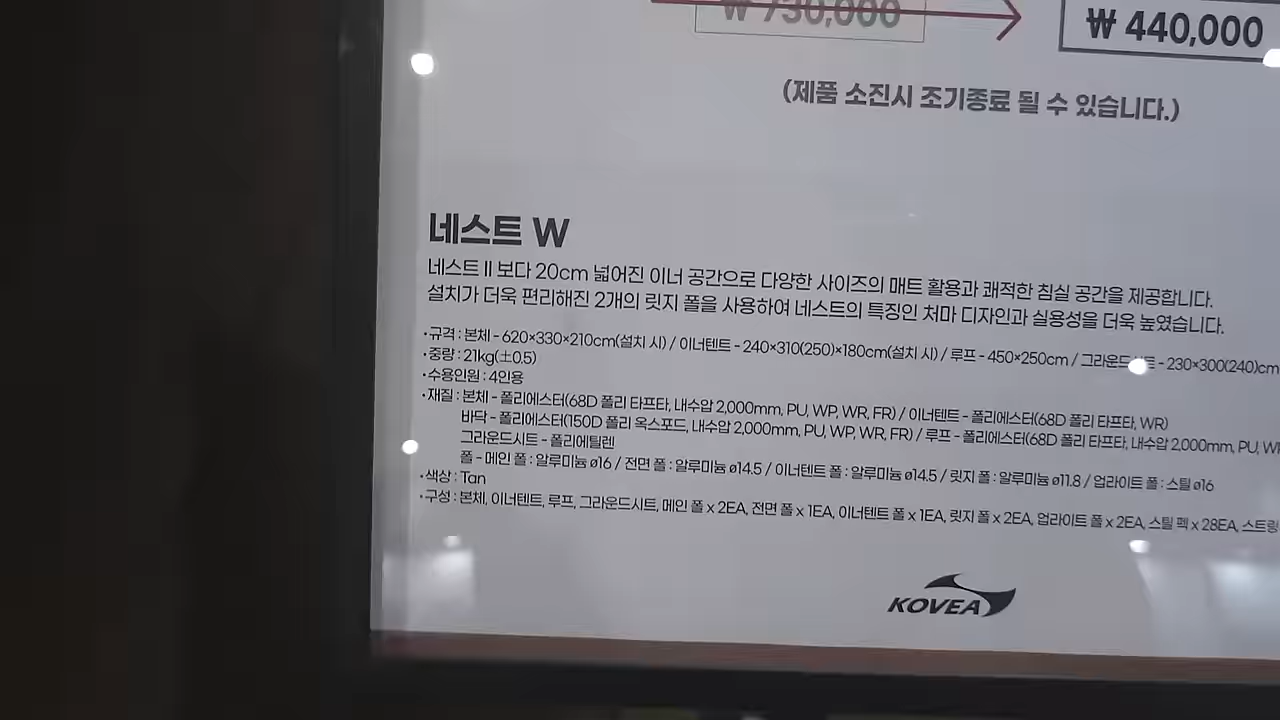 ₩ 730,000
₩ 440,000
(제품 소진시 조기종료 될 수 있습니다.)
네스트 W
네스트 II 보다 20cm 넓어진 이너 공간으로 다양한 사이즈의 매트 활용과 쾌적한 침실 공간을 제공합니다.
설치가 더욱 편리해진 2개의 릿지 폴을 사용하여 네스트의 특징인 처마 디자인과 실용성을 더욱 높였습니다.
·규격 : 본체 - 620×330×210cm(설치 시) / 이너텐트 - 240×310(250)×180cm(설치 시) / 루프 - 450×250cm / 그라운드시트 - 230×300(240)cm
·중량 : 21kg(±0.5)
·수용인원 : 4인용
·재질 : 본체 - 폴리에스터(68D 폴리 타프타, 내수압 2,000mm, PU, WP, WR, FR) / 이너텐트 - 폴리에스터(68D 폴리 타프타, WR)
바닥 - 폴리에스터(150D 폴리 옥스포드, 내수압 2,000mm, PU, WP, WR, FR) / 루프 - 폴리에스터(68D 폴리 타프타, 내수압 2,000mm, PU, WR
그라운드시트 - 폴리에틸렌
폴 - 메인 폴 : 알루미늄 ø16 / 전면 폴 : 알루미늄 ø14.5 / 이너텐트 폴 : 알루미늄 ø14.5 / 릿지 폴 : 알루미늄 ø11.8 / 업라이트 폴 : 스틸 ø16
·색상 : Tan
·구성 : 본체, 이너텐트, 루프, 그라운드시트, 메인 폴 x 2EA, 전면 폴 x 1EA, 이너텐트 폴 x 1EA, 릿지 폴 x 2EA, 업라이트 폴 x 2EA, 스틸 펙 x 28EA, 스트링
KOVEA